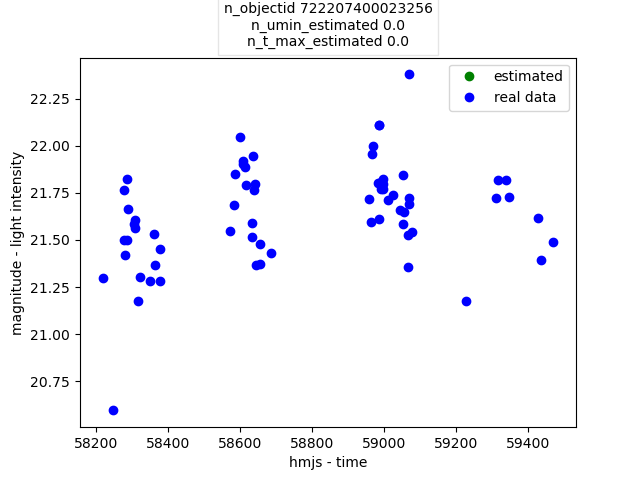 n_objectid 722207400023256
n_umin_estimated 0.0
n_t_max_estimated 0.0
estimated
real data
magnitude - light intensity
22.25
22.00
21.75
21.50
21.25
21.00
20.75
58200 58400 58600 58800 59000 59200 59400
hmjs - time